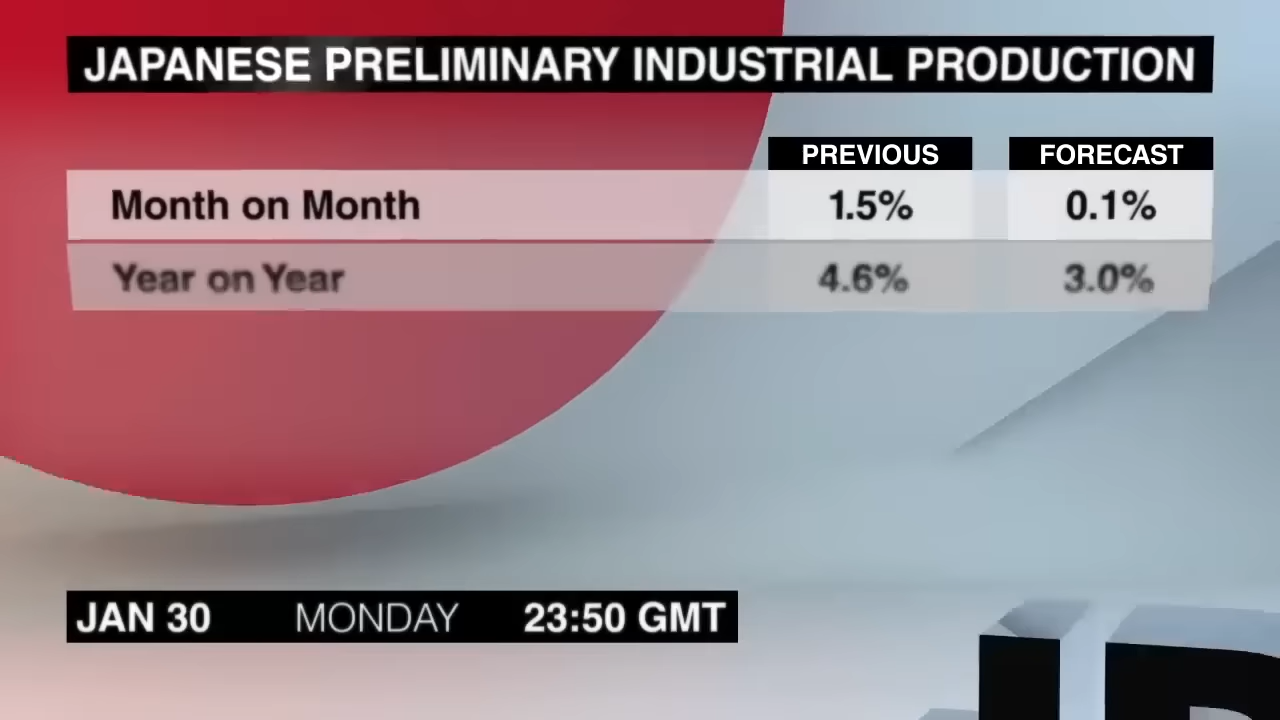 JAPANESE PRELIMINARY INDUSTRIAL PRODUCTION
PREVIOUS FORECAST
Month on Month 1.5% 0.1%
Year on Year 4.6% 3.0%
JAN 30 MONDAY 23:50 GMT